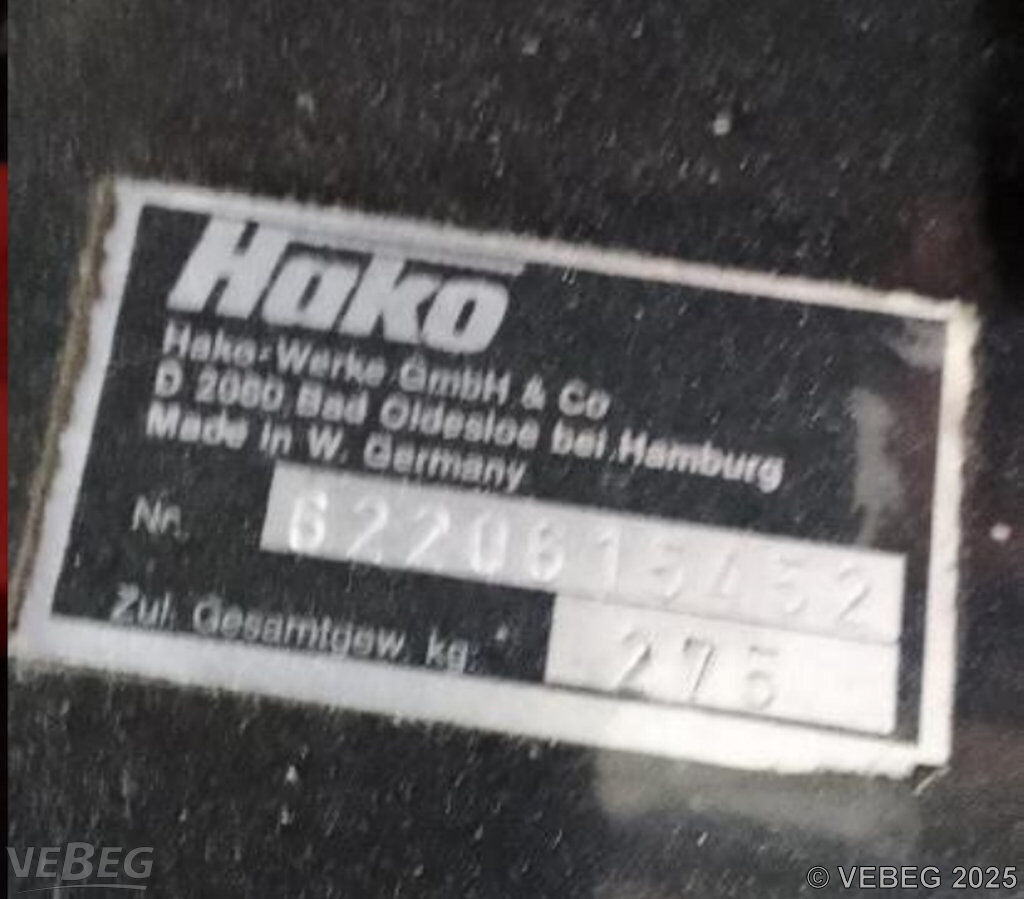 Hako
Hako-Werke GmbH & Co
D 2060 Bad Oldesloe bei Hamburg
Made in W. Germany
Nr. 6220615452
Zul. Gesamtgew. kg. 275
VEBEG
© VEBEG 2025